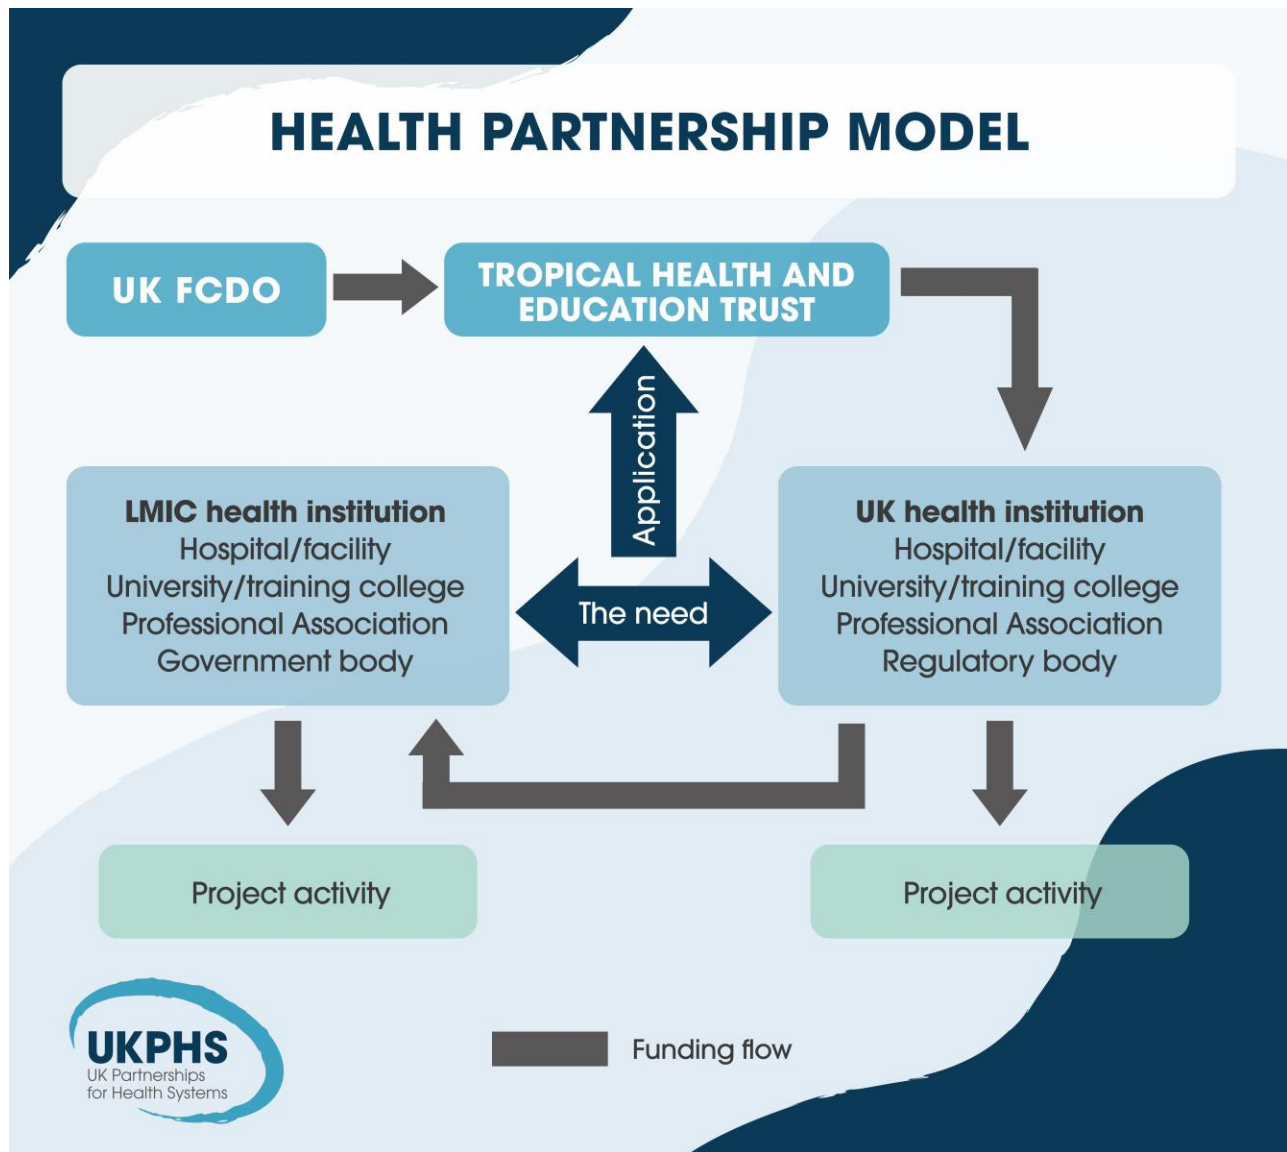 HEALTH PARTNERSHIP MODEL
UK FCDO
TROPICAL HEALTH AND
EDUCATION TRUST
Application
LMIC health institution
Hospital/facility
University/training college
Professional Association
Government body
The need
UK health institution
Hospital/facility
University/training college
Professional Association
Regulatory body
Project activity
Project activity
UKPHS
UK Partnerships
for Health Systems
Funding flow